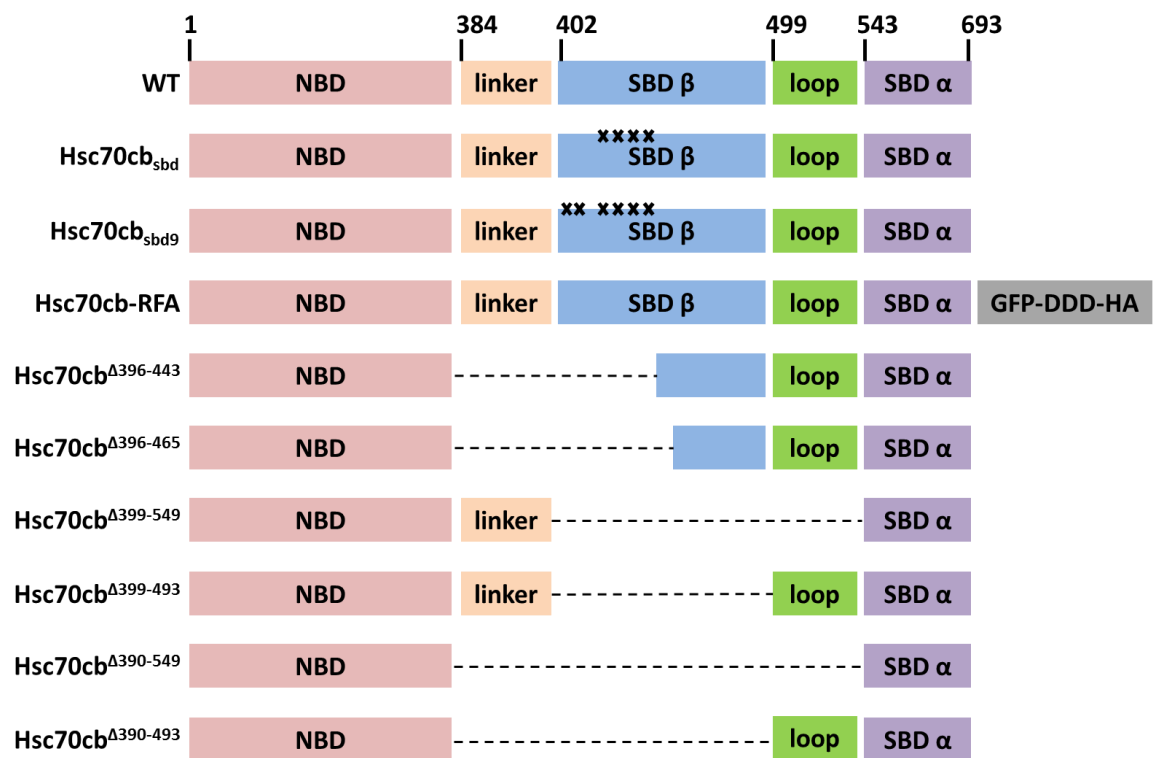 1 384 402 499 543 693
WT NBD linker SBD β loop SBD α
Hsc70cbsbd NBD linker SBD β loop SBD α
Hsc70cbsbd9 NBD linker SBD β loop SBD α
Hsc70cb-RFA NBD linker SBD β loop SBD α GFP-DDD-HA
Hsc70cbΔ396-443 NBD loop SBD α
Hsc70cbΔ396-465 NBD loop SBD α
Hsc70cbΔ399-549 NBD linker SBD α
Hsc70cbΔ399-493 NBD linker loop SBD α
Hsc70cbΔ390-549 NBD SBD α
Hsc70cbΔ390-493 NBD loop SBD α